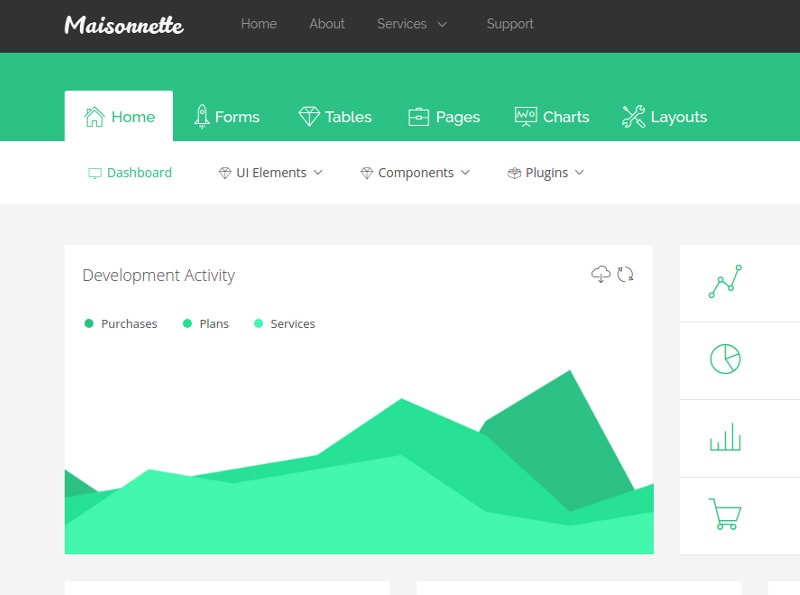 Maisonnette Home About Services Support
Home Forms Tables Pages Charts Layouts
Dashboard UI Elements Components Plugins
Development Activity
Purchases Plans Services